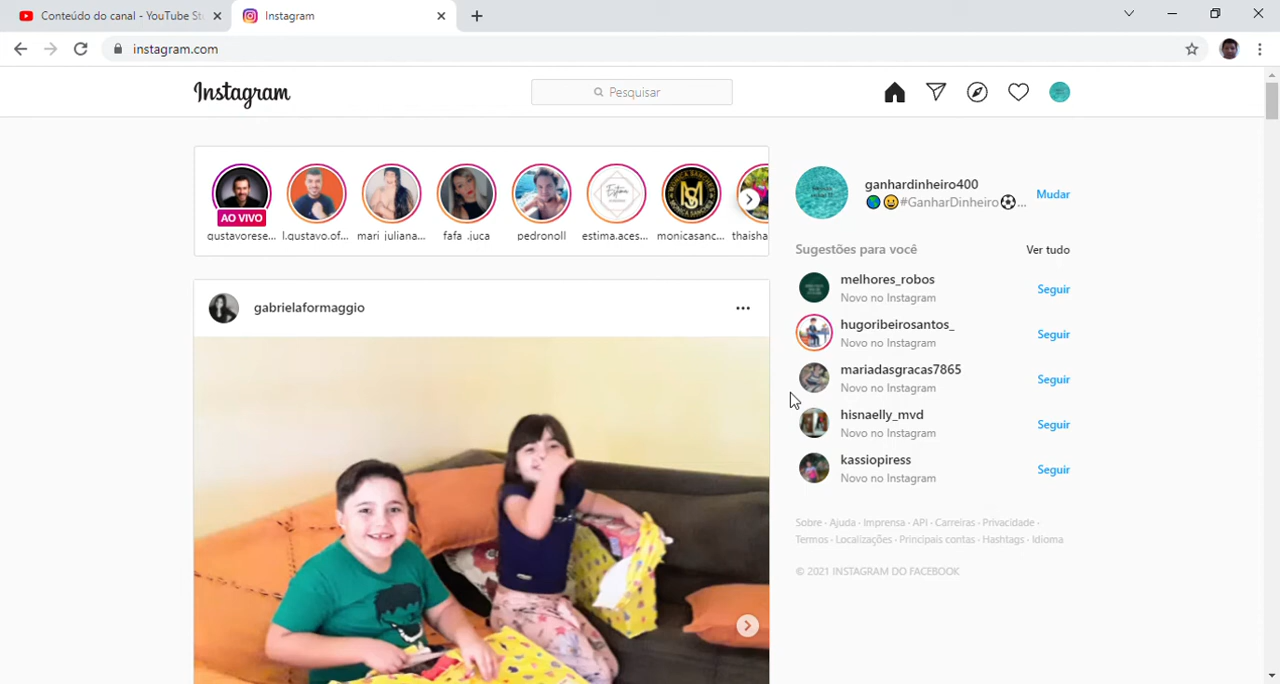 Conteúdo do canal - YouTube St
Instagram
instagram.com
Instagram
Pesquisar
AO VIVO
gustavorese...
l.gustavo.of...
mari_juliana...
fafa_.juca
pedronoll
estima.aces...
monicasanc...
thaisha
ganhardinheiro400
#GanharDinheiro ...
Mudar
Sugestões para você
Ver tudo
melhores_robos
Novo no Instagram
Seguir
hugoribeirosantos_
Novo no Instagram
Seguir
mariadasgracas7865
Novo no Instagram
Seguir
hisnaelly_mvd
Novo no Instagram
Seguir
kassiopiress
Novo no Instagram
Seguir
Sobre · Ajuda · Imprensa · API · Carreiras · Privacidade ·
Termos · Localizações · Principais contas · Hashtags · Idioma
© 2021 INSTAGRAM DO FACEBOOK
gabrielaformaggio